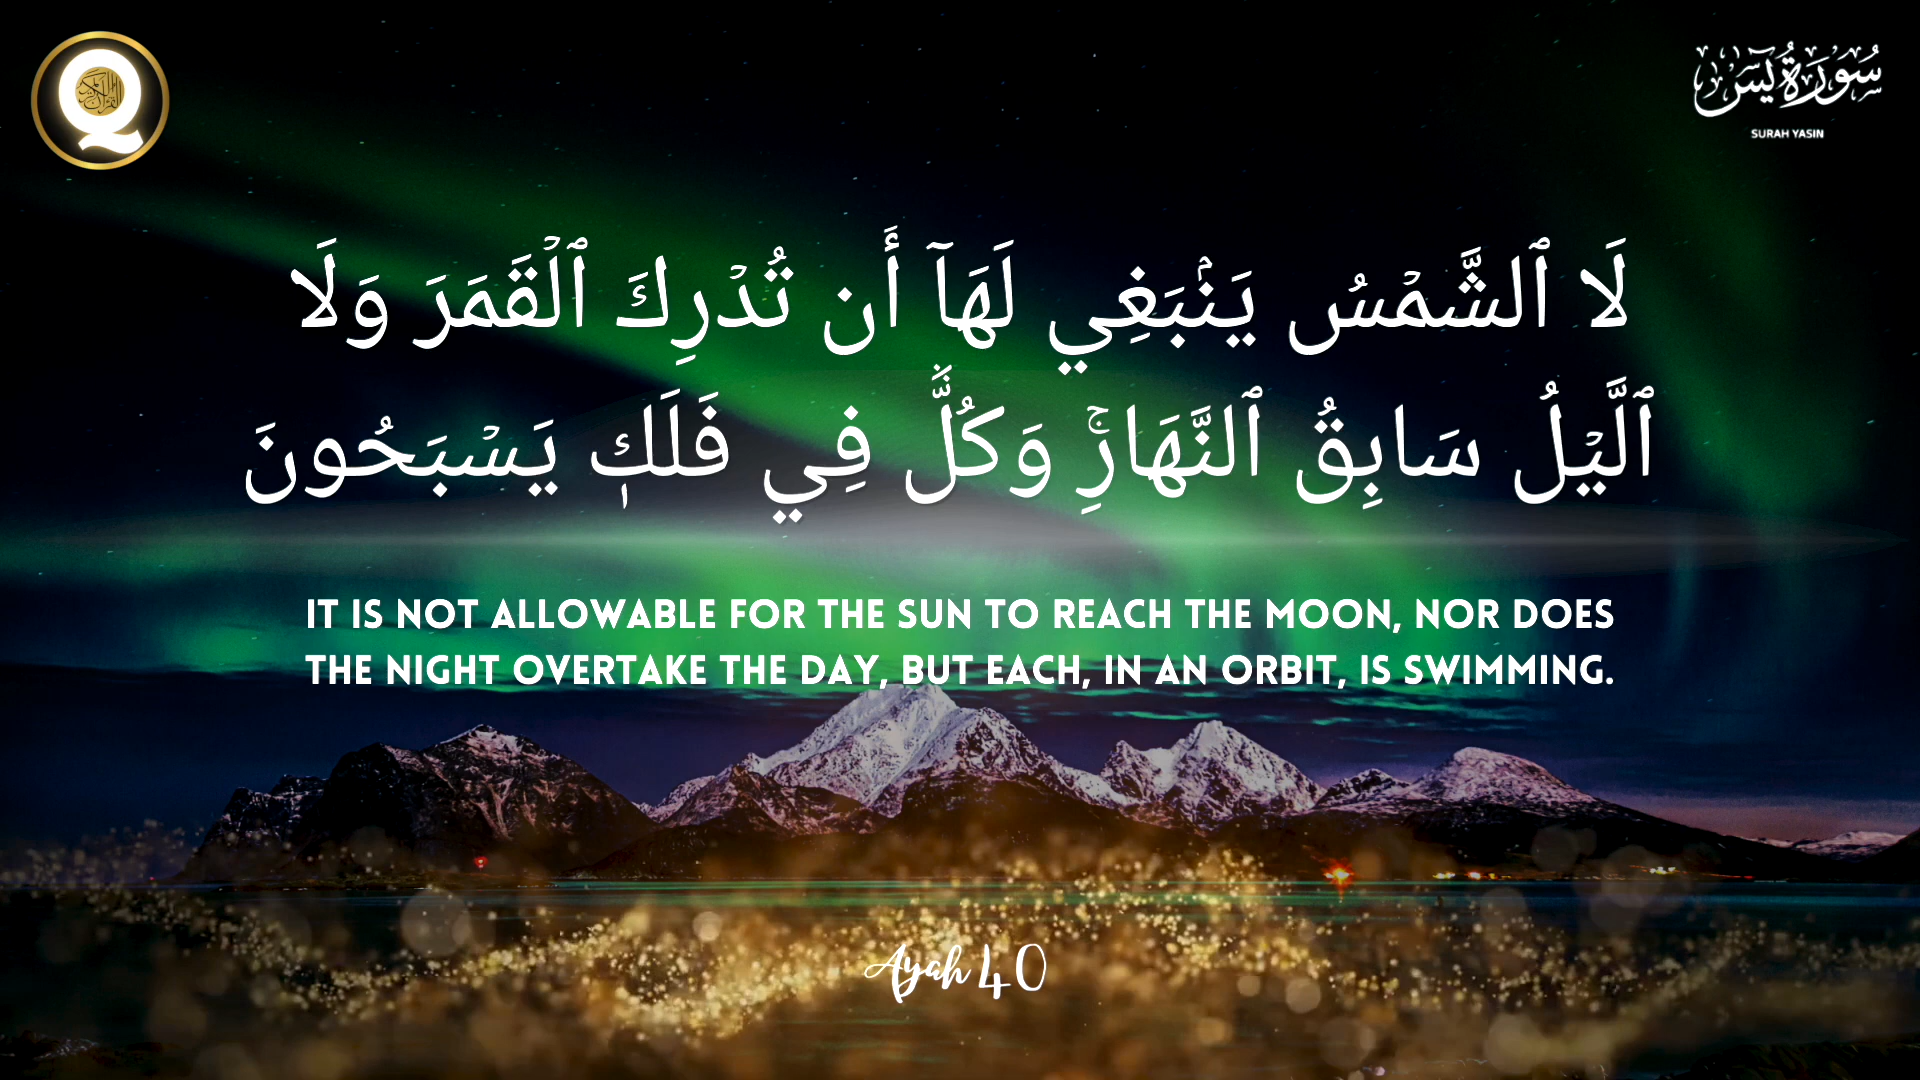 سُورَةُ يسٓ
SURAH YASIN
لَا ٱلشَّمۡسُ يَنۢبَغِي لَهَآ أَن تُدۡرِكَ ٱلۡقَمَرَ وَلَا
ٱلَّيۡلُ سَابِقُ ٱلنَّهَارِۚ وَكُلّٞ فِي فَلَكٖ يَسۡبَحُونَ
IT IS NOT ALLOWABLE FOR THE SUN TO REACH THE MOON, NOR DOES
THE NIGHT OVERTAKE THE DAY, BUT EACH, IN AN ORBIT, IS SWIMMING.
Ayah 40